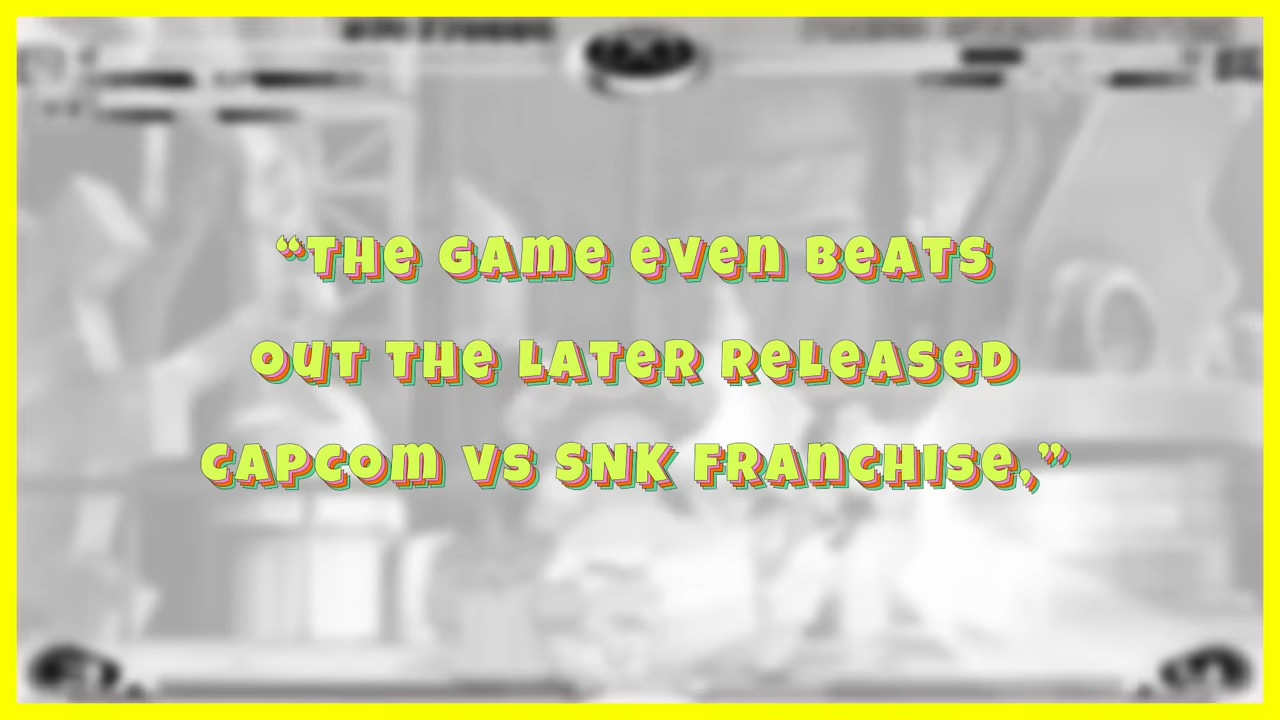 “THE GAME EVEN BEATS
OUT THE LATER RELEASED
CAPCOM VS SNK FRANCHISE,”